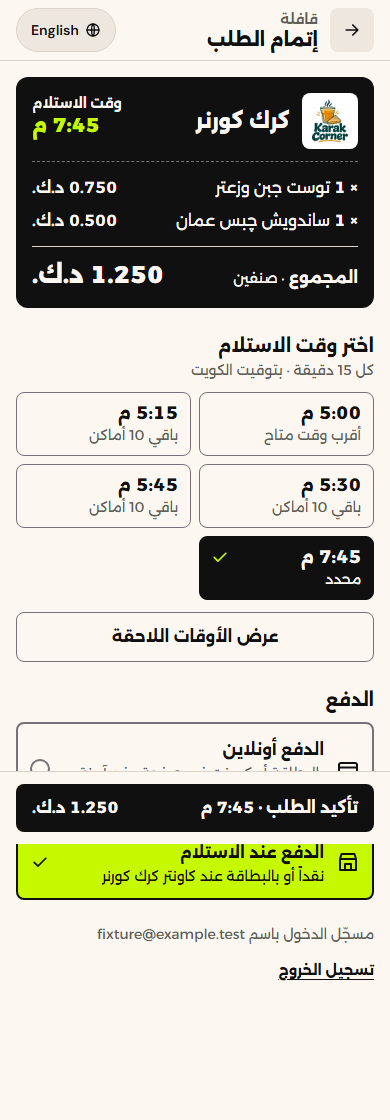 قافلة
إتمام الطلب
English
Karak Corner
كرك كورنر
وقت الاستلام
7:45 م
× 1 توست جبن وزعتر
0.750 د.ك.
× 1 ساندويش چبس عمان
0.500 د.ك.
المجموع · صنفين
1.250 د.ك.
اختر وقت الاستلام
كل 15 دقيقة · بتوقيت الكويت
5:00 م
أقرب وقت متاح
5:15 م
باقي 10 أماكن
5:30 م
باقي 10 أماكن
5:45 م
باقي 10 أماكن
7:45 م
محدد
عرض الأوقات اللاحقة
الدفع
الدفع أونلاين
تأكيد الطلب · 7:45 م
1.250 د.ك.
الدفع عند الاستلام
نقداً أو بالبطاقة عند كاونتر كرك كورنر
مسجّل الدخول باسم fixture@example.test
تسجيل الخروج